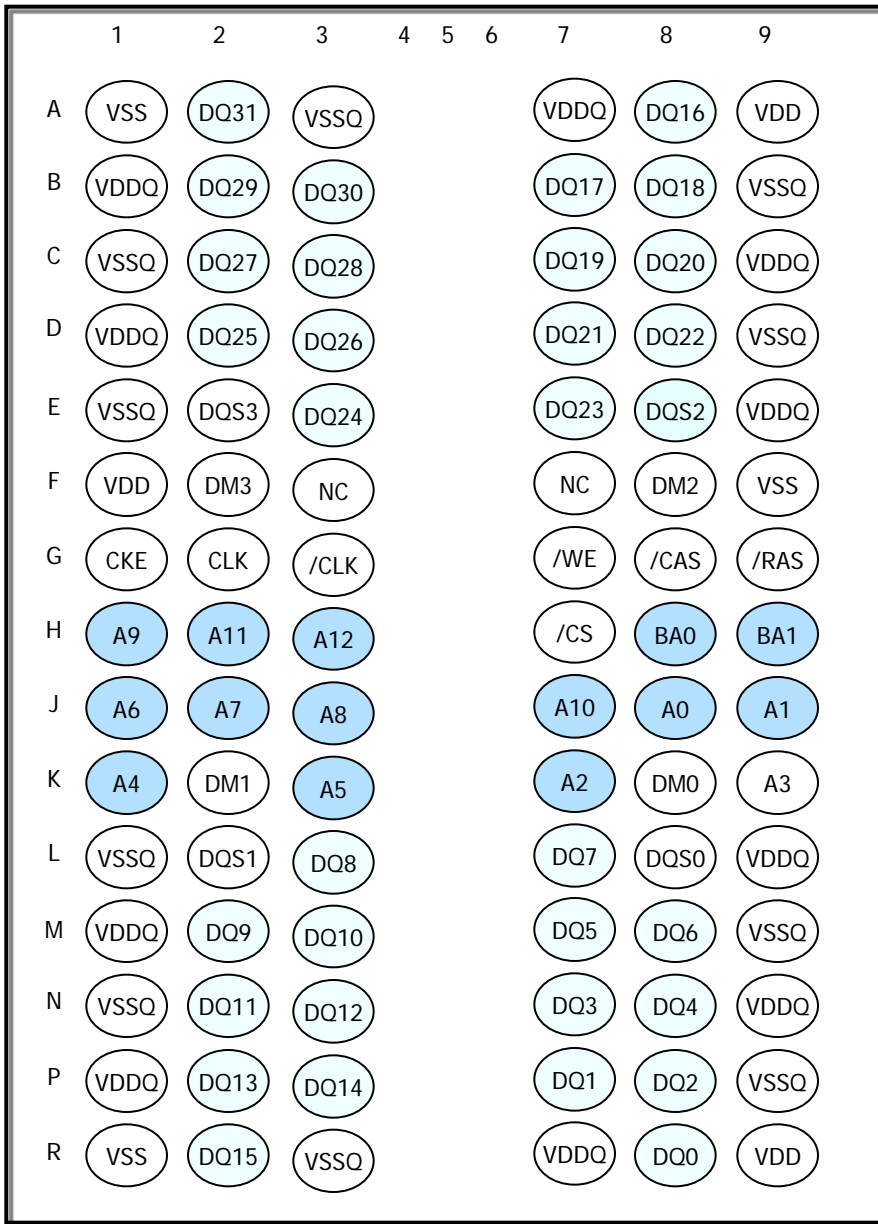 1 2 3 4 5 6 7 8 9
A VSS DQ31 VSSQ VDDQ DQ16 VDD
B VDDQ DQ29 DQ30 DQ17 DQ18 VSSQ
C VSSQ DQ27 DQ28 DQ19 DQ20 VDDQ
D VDDQ DQ25 DQ26 DQ21 DQ22 VSSQ
E VSSQ DQS3 DQ24 DQ23 DQS2 VDDQ
F VDD DM3 NC NC DM2 VSS
G CKE CLK /CLK /WE /CAS /RAS
H A9 A11 A12 /CS BA0 BA1
J A6 A7 A8 A10 A0 A1
K A4 DM1 A5 A2 DM0 A3
L VSSQ DQS1 DQ8 DQ7 DQS0 VDDQ
M VDDQ DQ9 DQ10 DQ5 DQ6 VSSQ
N VSSQ DQ11 DQ12 DQ3 DQ4 VDDQ
P VDDQ DQ13 DQ14 DQ1 DQ2 VSSQ
R VSS DQ15 VSSQ VDDQ DQ0 VDD